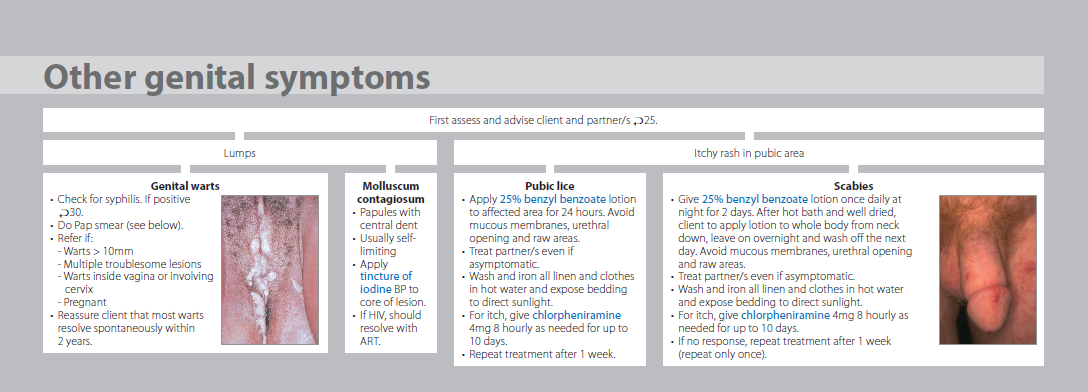 Other genital symptoms
First assess and advise client and partner/s ⮌25.
Lumps
Itchy rash in pubic area
Genital warts
• Check for syphilis. If positive
⮌30.
• Do Pap smear (see below).
• Refer if:
- Warts > 10mm
- Multiple troublesome lesions
- Warts inside vagina or involving
cervix
- Pregnant
• Reassure client that most warts
resolve spontaneously within
2 years.
Molluscum
contagiosum
• Papules with
central dent
• Usually self-
limiting
• Apply
tincture of
iodine BP to
core of lesion.
• If HIV, should
resolve with
ART.
Pubic lice
• Apply 25% benzyl benzoate lotion
to affected area for 24 hours. Avoid
mucous membranes, urethral
opening and raw areas.
• Treat partner/s even if
asymptomatic.
• Wash and iron all linen and clothes
in hot water and expose bedding
to direct sunlight.
• For itch, give chlorpheniramine
4mg 8 hourly as needed for up to
10 days.
• Repeat treatment after 1 week.
Scabies
• Give 25% benzyl benzoate lotion once daily at
night for 2 days. After hot bath and well dried,
client to apply lotion to whole body from neck
down, leave on overnight and wash off the next
day. Avoid mucous membranes, urethral opening
and raw areas.
• Treat partner/s even if asymptomatic.
• Wash and iron all linen and clothes in hot water
and expose bedding to direct sunlight.
• For itch, give chlorpheniramine 4mg 8 hourly as
needed for up to 10 days.
• If no response, repeat treatment after 1 week
(repeat only once).